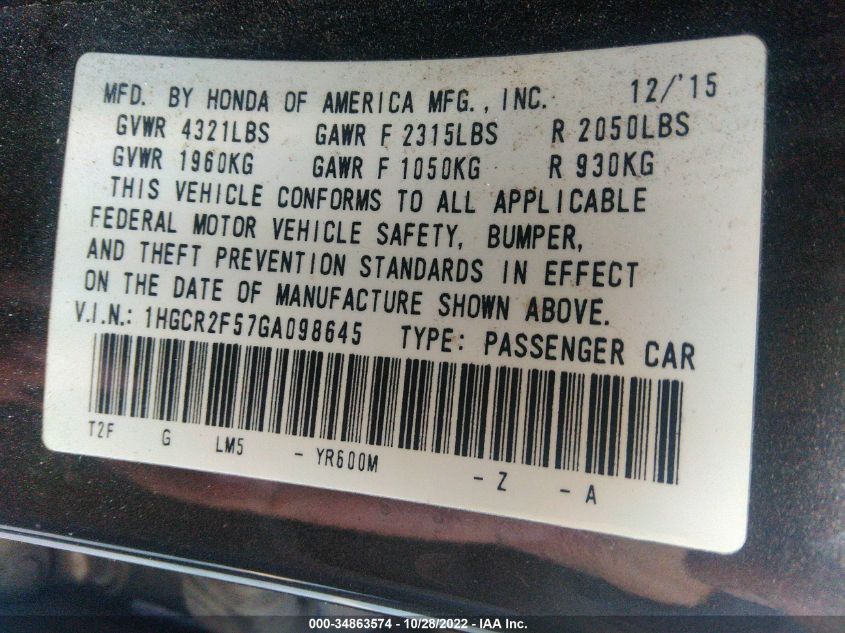 MFD. BY HONDA OF AMERICA MFG., INC. 12/'15
GVWR 4321LBS GAWR F 2315LBS R 2050LBS
GVWR 1960KG GAWR F 1050KG R 930KG
THIS VEHICLE CONFORMS TO ALL APPLICABLE
FEDERAL MOTOR VEHICLE SAFETY, BUMPER,
AND THEFT PREVENTION STANDARDS IN EFFECT
ON THE DATE OF MANUFACTURE SHOWN ABOVE.
V.I.N.: 1HGCR2F57GA098645 TYPE: PASSENGER CAR
T2F G LM5 - YR600M - Z - A
000-34863574 - 10/28/2022 - IAA Inc.